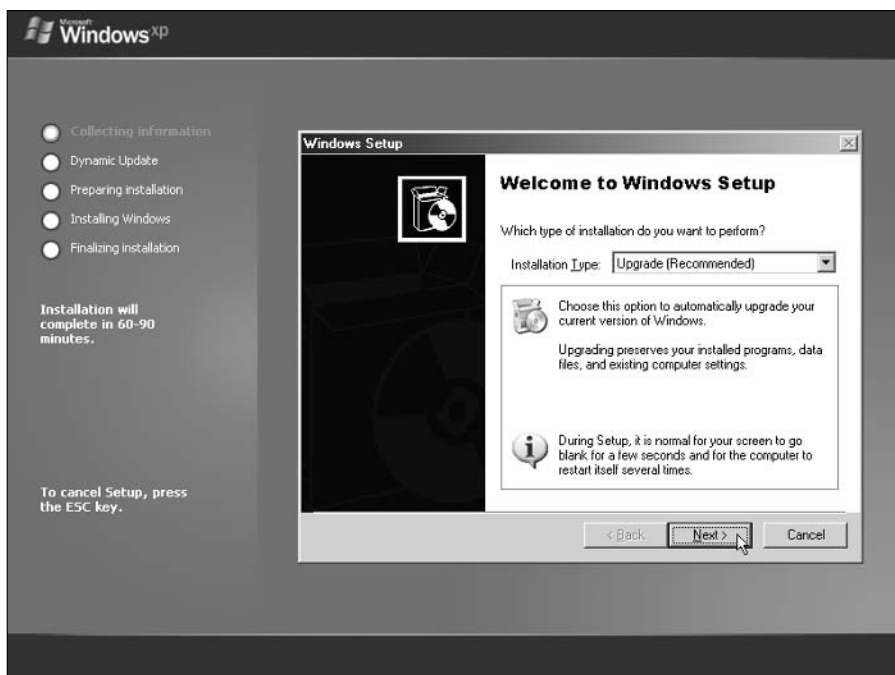 Microsoft
Windows xp
Collecting information
Dynamic Update
Preparing installation
Installing Windows
Finalizing installation
Installation will
complete in 60-90
minutes.
To cancel Setup, press
the ESC key.
Windows Setup
Welcome to Windows Setup
Which type of installation do you want to perform?
Installation Type: Upgrade (Recommended)
Choose this option to automatically upgrade your
current version of Windows.
Upgrading preserves your installed programs, data
files, and existing computer settings.
During Setup, it is normal for your screen to go
blank for a few seconds and for the computer to
restart itself several times.
< Back Next > Cancel